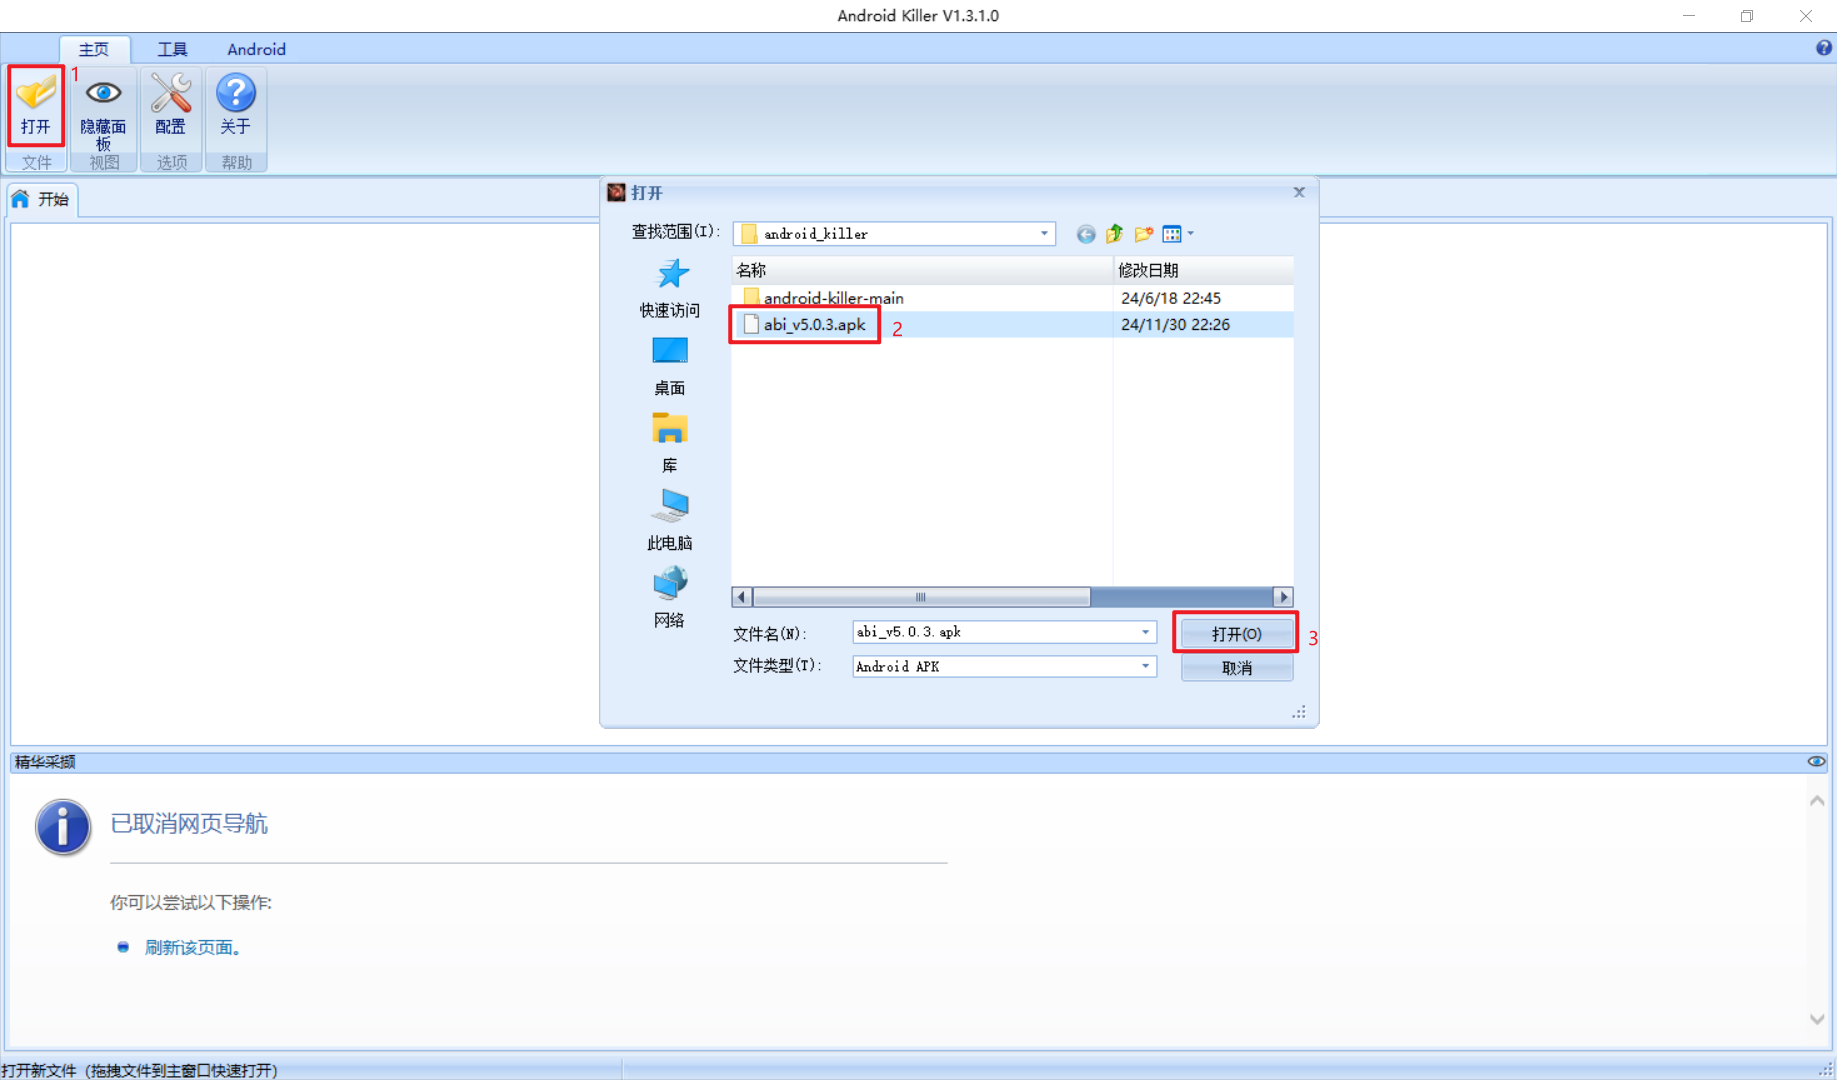 Android Killer V1.3.1.0
主页 工具 Android
1
打开 隐藏面板 配置 关于
文件 视图 选项 帮助
开始
打开
查找范围(I): android_killer
名称 修改日期
android-killer-main 24/6/18 22:45
abi_v5.0.3.apk 2 24/11/30 22:26
快速访问
桌面
库
此电脑
网络
文件名(N): abi_v5.0.3.apk 打开(O) 3
文件类型(T): Android APK 取消
精华采撷
已取消网页导航
你可以尝试以下操作:
刷新该页面。
打开新文件 (拖拽文件到主窗口快速打开)